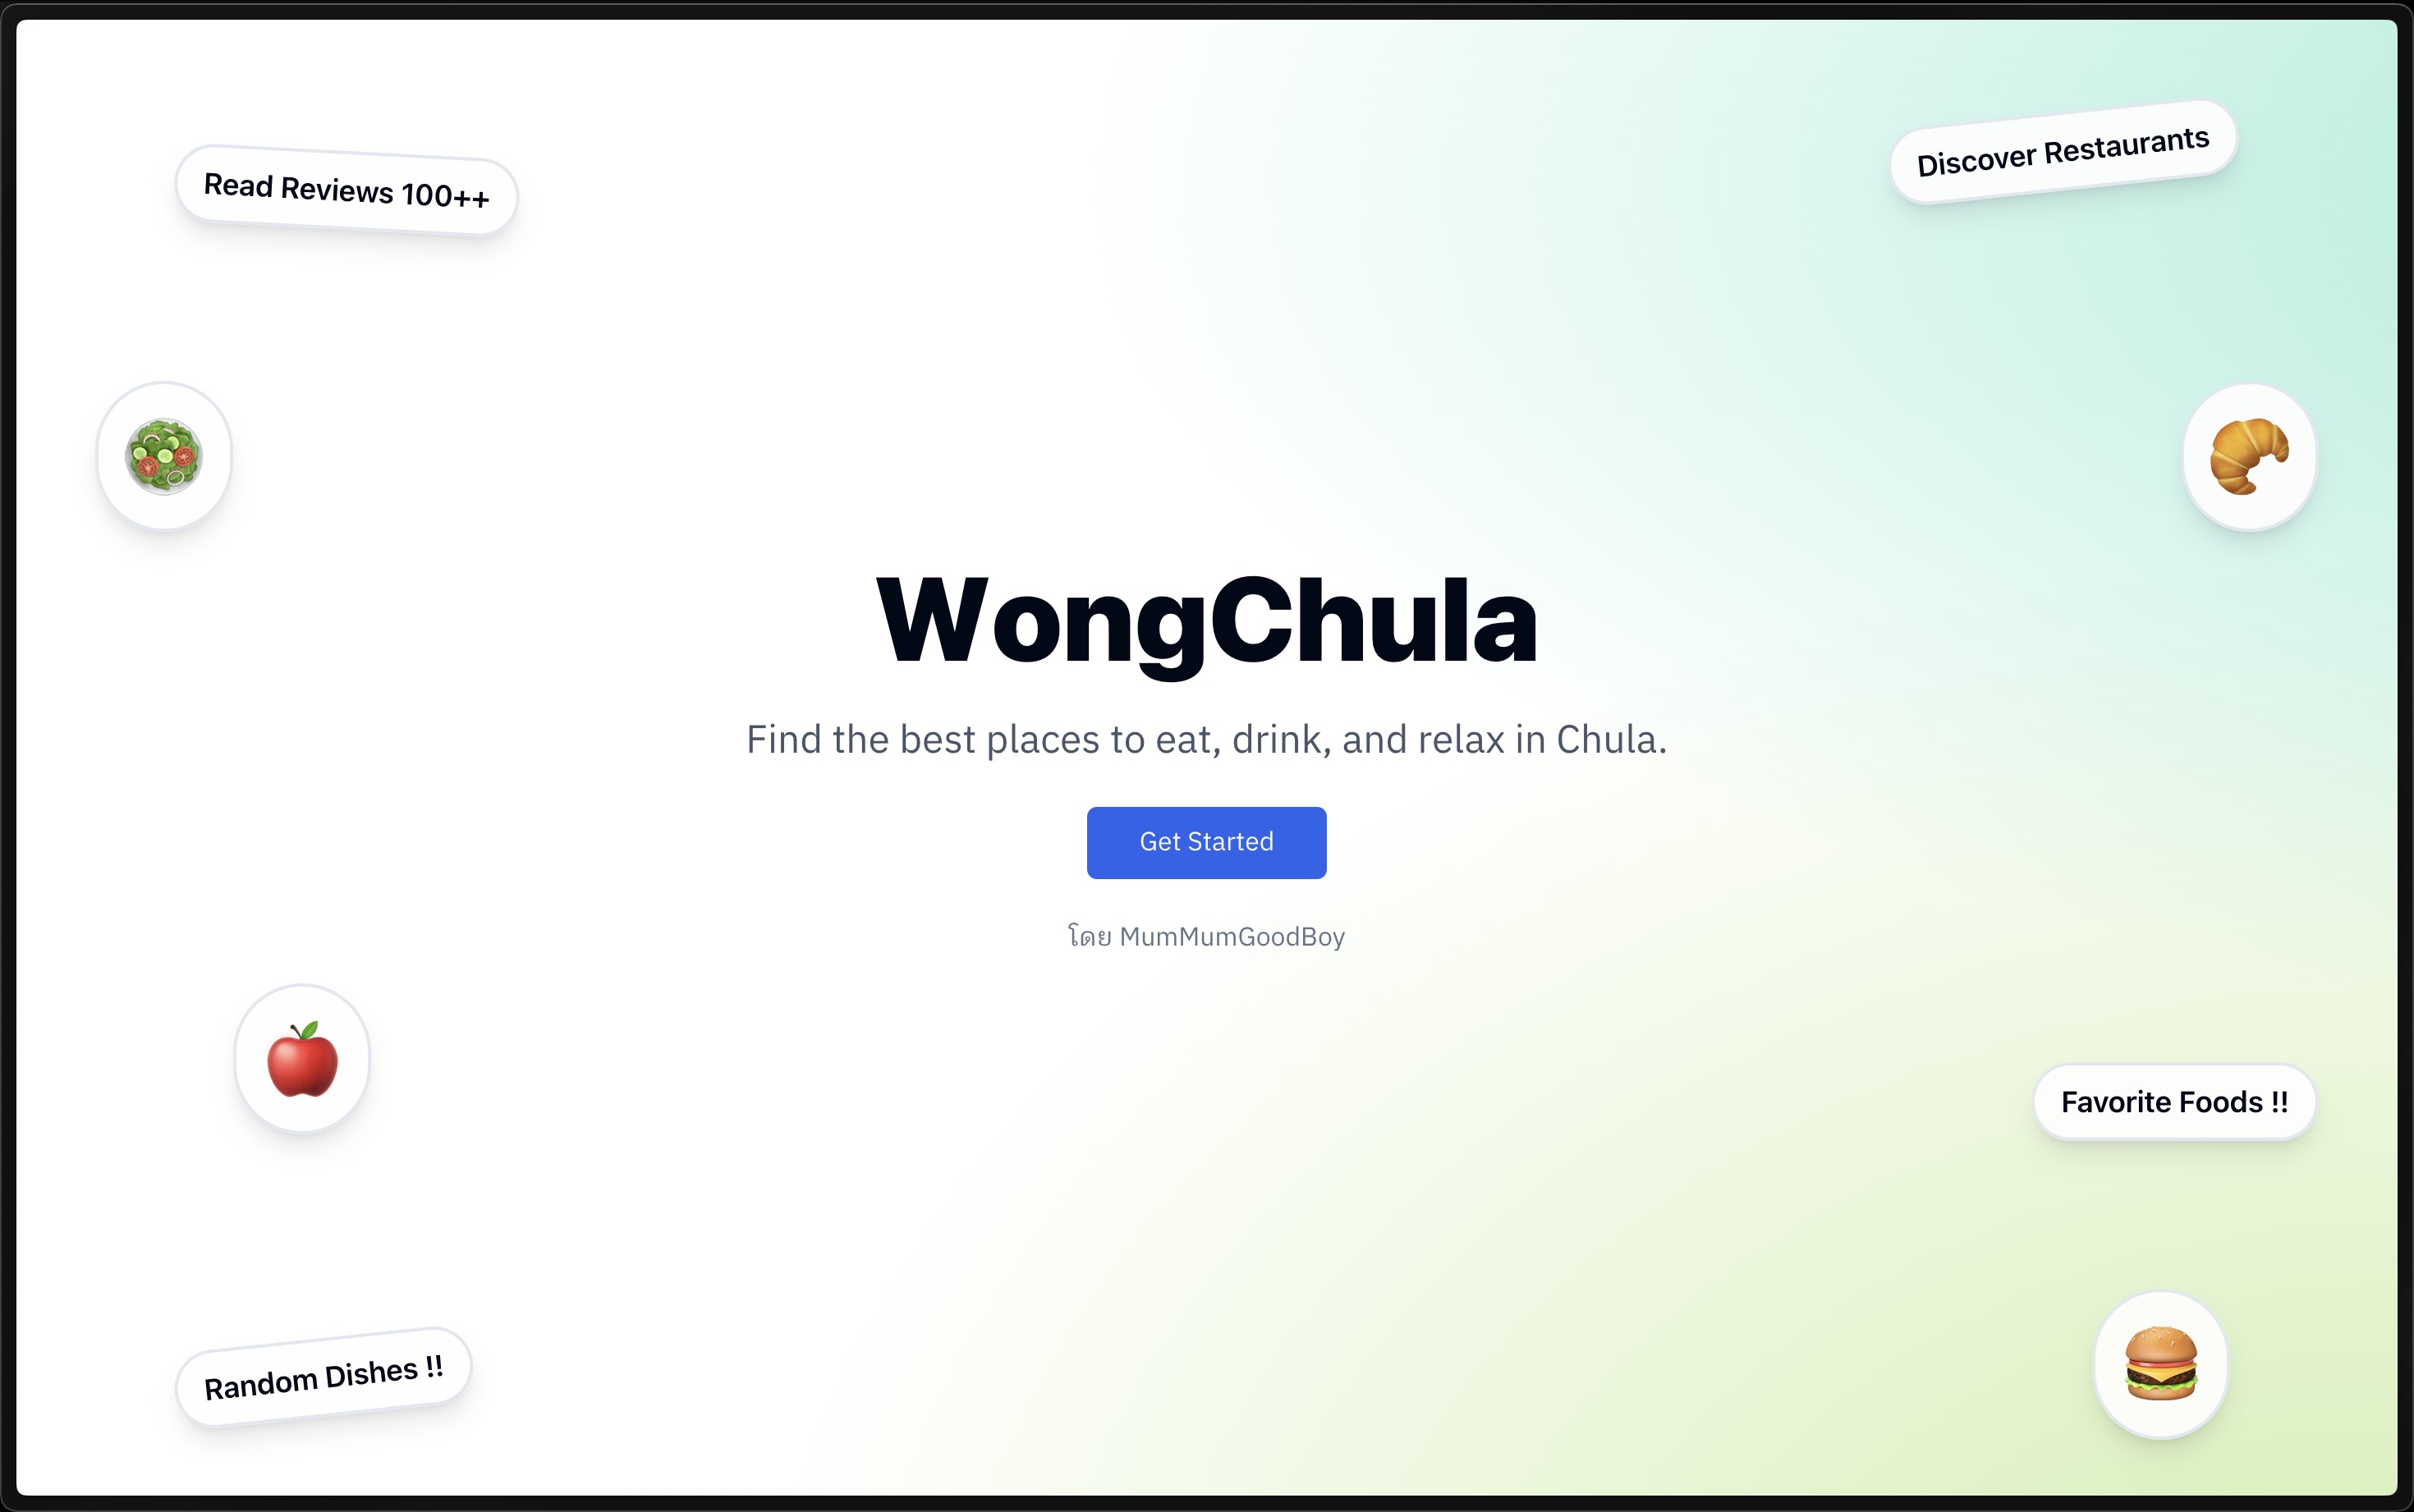 Read Reviews 100++
Discover Restaurants
WongChula
Find the best places to eat, drink, and relax in Chula.
Get Started
โดย MumMumGoodBoy
Favorite Foods !!
Random Dishes !!